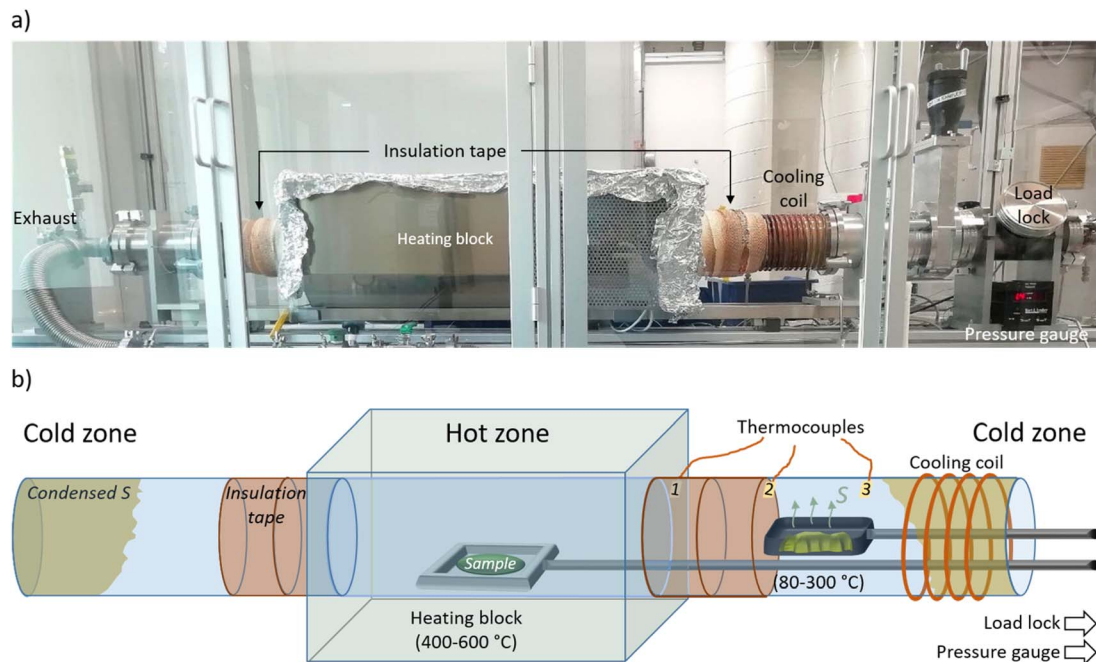 a)
Insulation tape
Cooling
coil
Exhaust
Load
lock
Heating block
Pressure gauge
b)
Cold zone
Hot zone
Thermocouples
Cold zone
Cooling coil
Condensed S
Insulation
tape
1
2
3
S
Sample
(80-300 °C)
Heating block
(400-600 °C)
Load lock
Pressure gauge